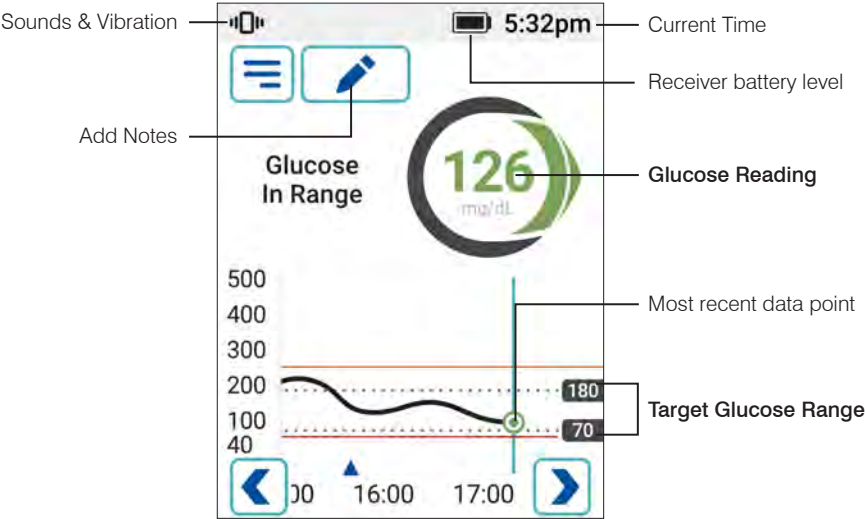 Sounds & Vibration
5:32pm
Current Time
Receiver battery level
Add Notes
Glucose
In Range
126
mg/dL
Glucose Reading
500
400
300
200
100
40
Most recent data point
180
70
Target Glucose Range
00
16:00
17:00